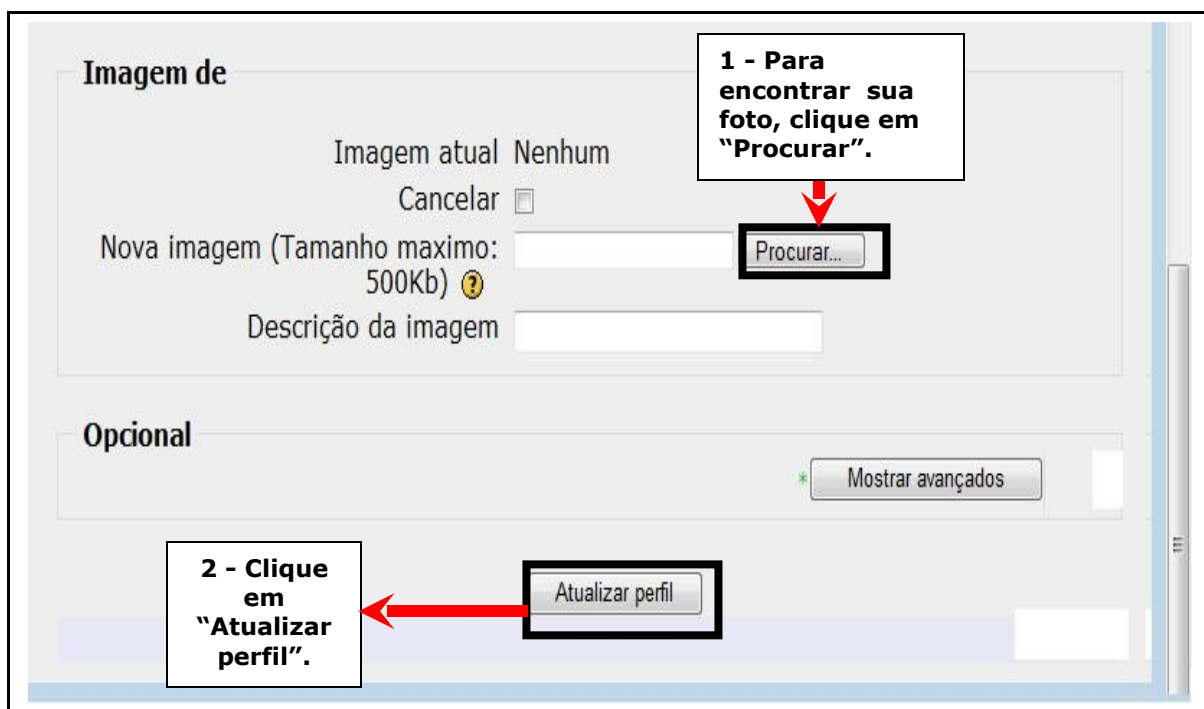 1 - Para
encontrar sua
foto, clique em
“Procurar”.
Imagem de
Imagem atual Nenhum
Cancelar
Nova imagem (Tamanho maximo:
500Kb) ?
Procurar...
Descrição da imagem
Opcional
* Mostrar avançados
2 - Clique
em
“Atualizar
perfil”.
Atualizar perfil